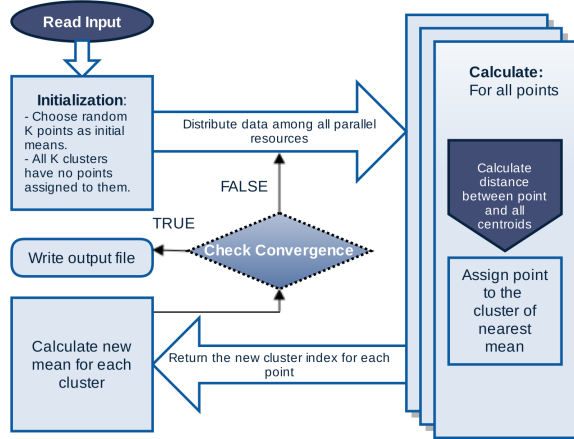 Read Input
Initialization:
- Choose random
K points as initial
means.
- All K clusters
have no points
assigned to them.
Distribute data among all parallel
resources
Calculate:
For all points
Calculate
distance
between point
and all
centroids
Assign point
to the
cluster of
nearest
mean
FALSE
TRUE
Check Convergence
Write output file
Calculate new
mean for each
cluster
Return the new cluster index for each
point